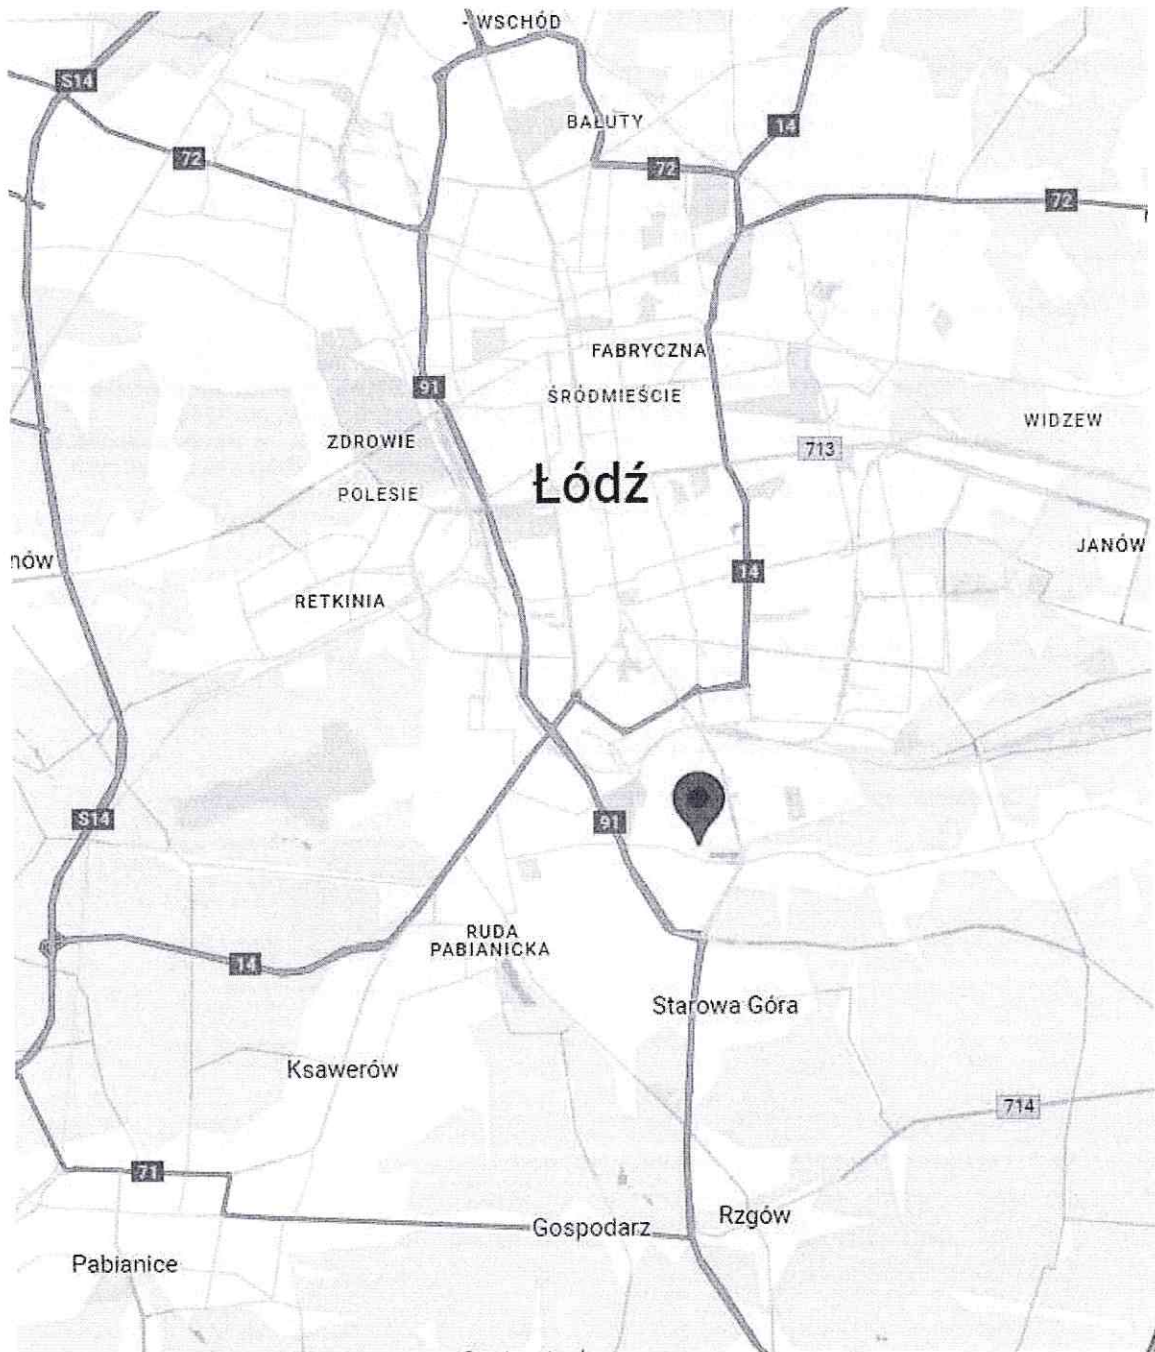 - WSCHÓD
S14
BAŁUTY
14
72
72
72
FABRYCZNA
91
ŚRÓDMIEŚCIE
WIDZEW
ZDROWIE
713
Łódź
POLESIE
JANÓW
nów
14
RETKINIA
S14
91
RUDA
PABIANICKA
14
Starowa Góra
Ksawerów
714
71
Rzgów
Gospodarz
Pabianice